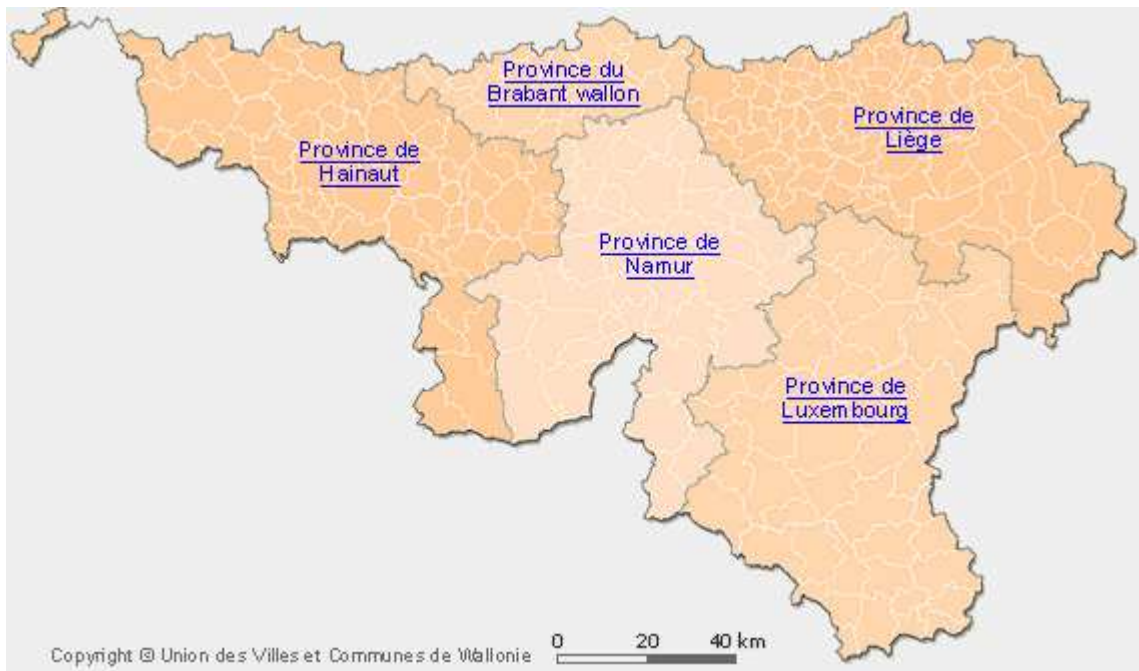 Province du
Brabant wallon
Province de
Liège
Province de
Hainaut
Province de
Namur
Province de
Luxembourg
0 20 40 km
Copyright © Union des Villes et Communes de Wallonie